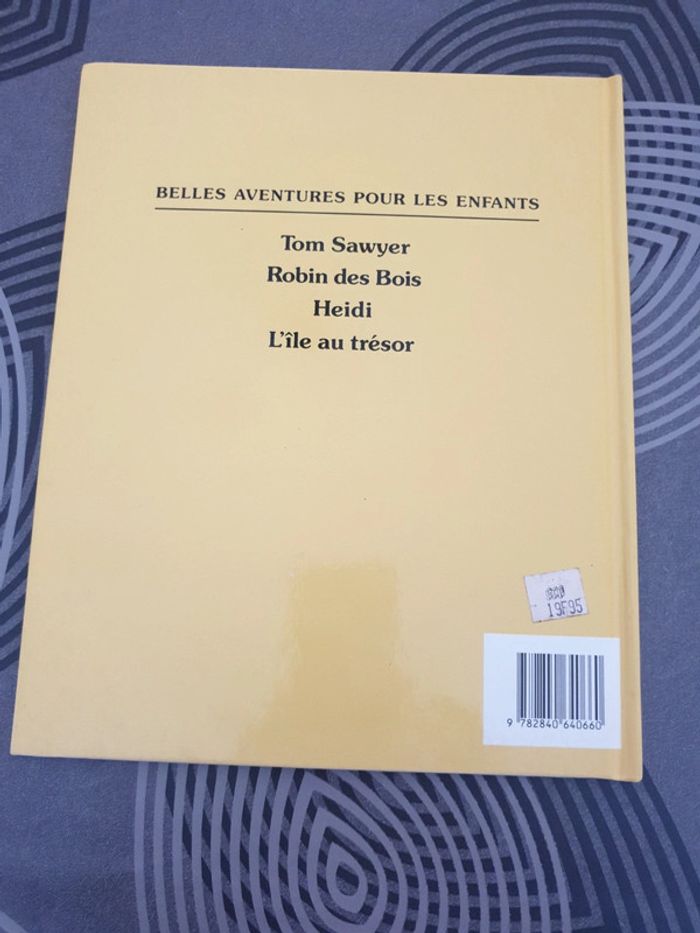 BELLES AVENTURES POUR LES ENFANTS
Tom Sawyer
Robin des Bois
Heidi
L'île au trésor
19F95
9 782840 640660